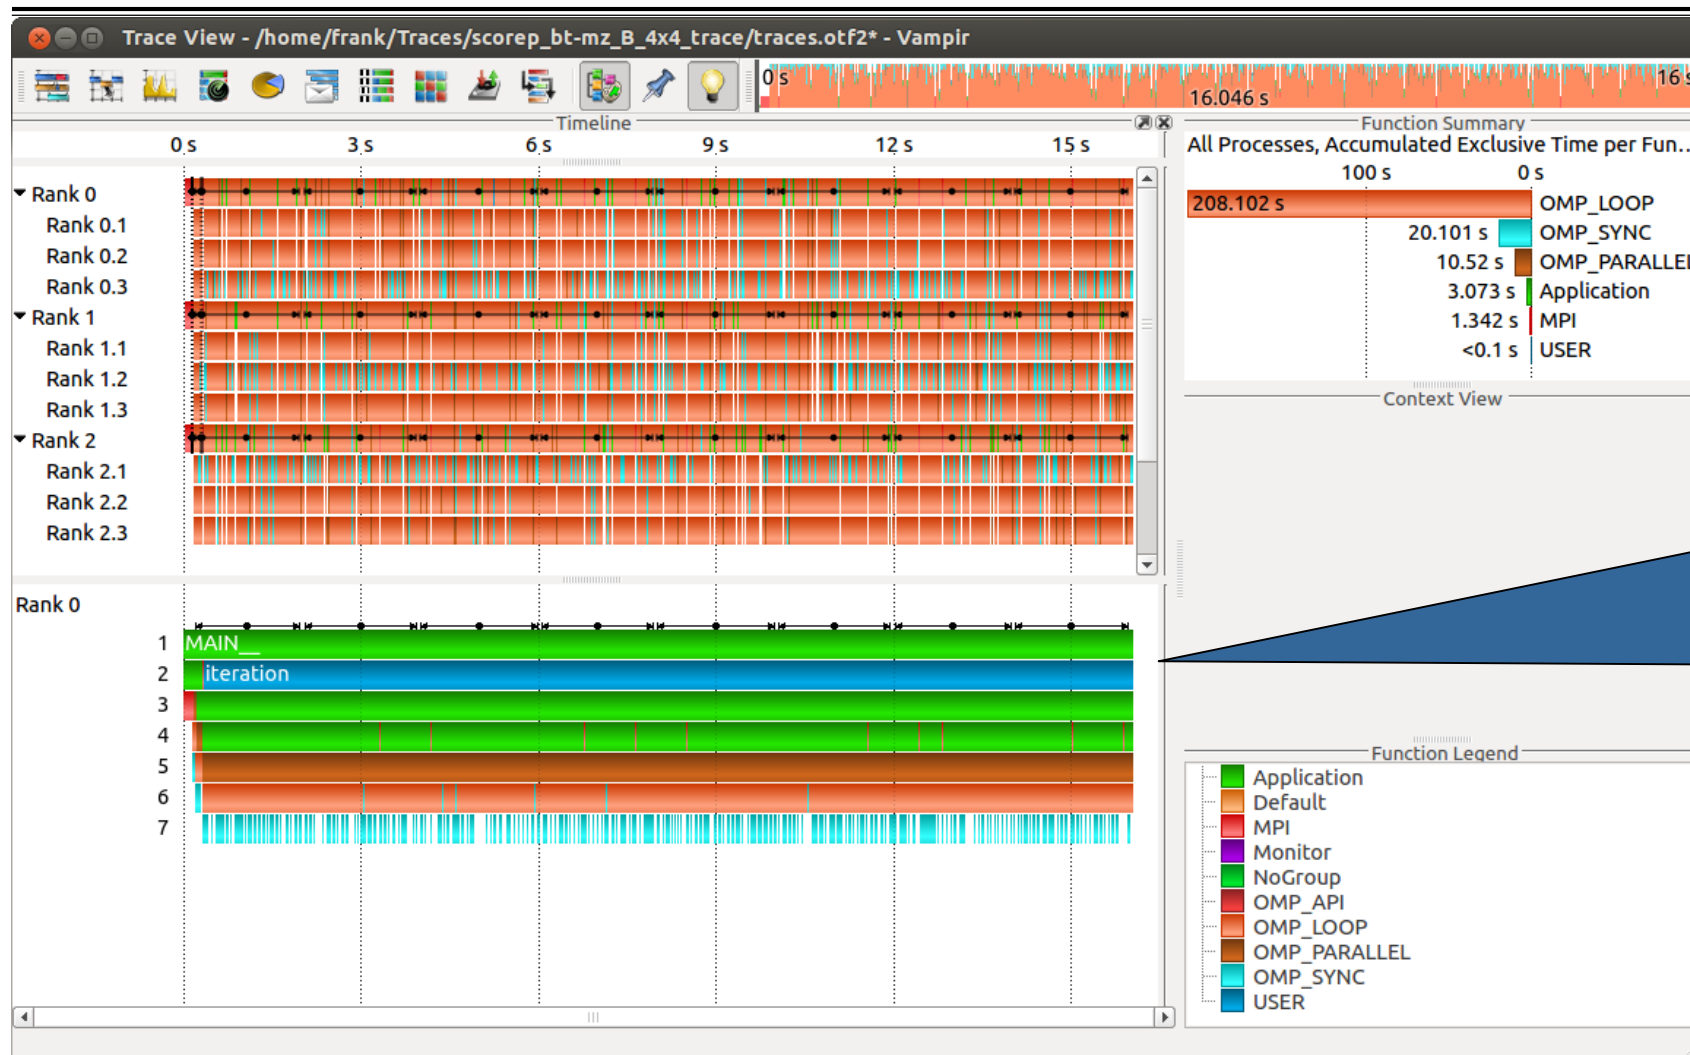 Trace View - /home/frank/Traces/scorep_bt-mz_B_4x4_trace/traces.otf2* - Vampir
0 s
16 s
16.046 s
Timeline
0 s 3 s 6 s 9 s 12 s 15 s
Rank 0
Rank 0.1
Rank 0.2
Rank 0.3
Rank 1
Rank 1.1
Rank 1.2
Rank 1.3
Rank 2
Rank 2.1
Rank 2.2
Rank 2.3
Rank 0
1 MAIN__
2 iteration
3
4
5
6
7
Function Summary
All Processes, Accumulated Exclusive Time per Fun...
100 s 0 s
208.102 s OMP_LOOP
20.101 s OMP_SYNC
10.52 s OMP_PARALLEL
3.073 s Application
1.342 s MPI
<0.1 s USER
Context View
Function Legend
Application
Default
MPI
Monitor
NoGroup
OMP_API
OMP_LOOP
OMP_PARALLEL
OMP_SYNC
USER